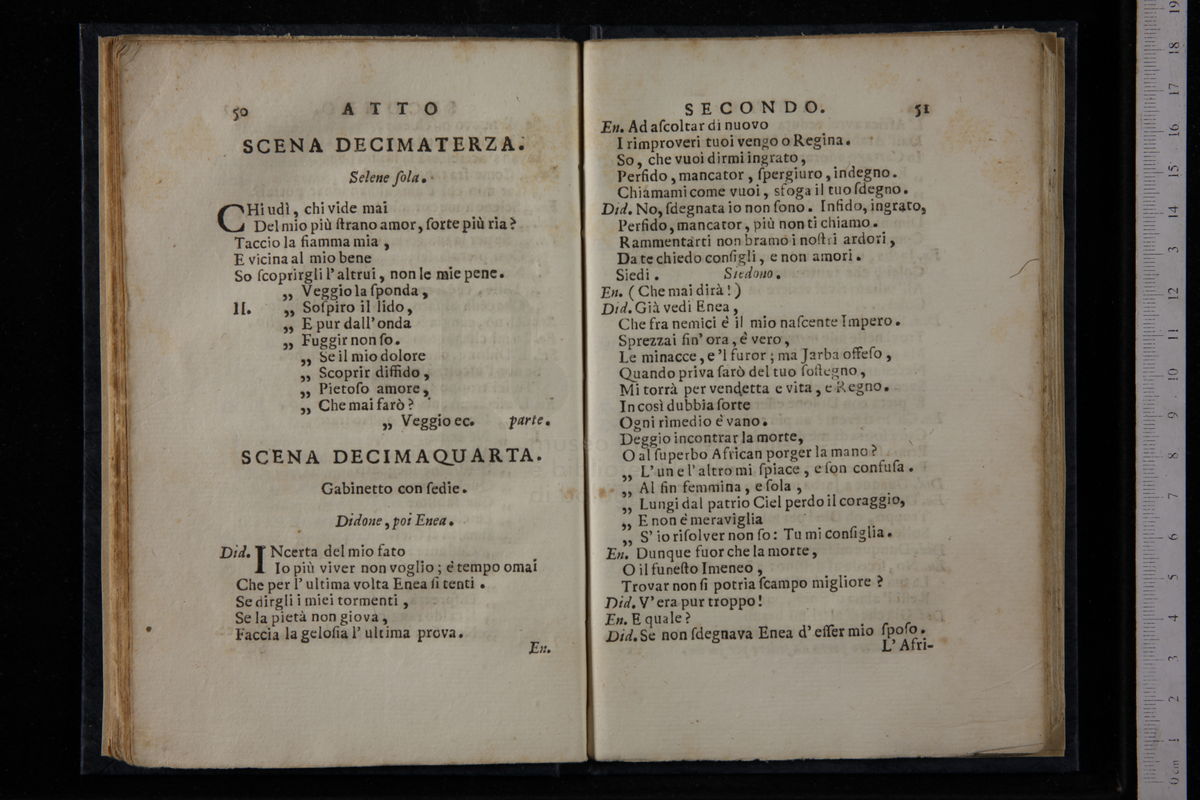 50 ATTO
SCENA DECIMATERZA.
Selene ſola.
CHi udì, chi vide mai
Del mio più ſtrano amor, ſorte più ria?
Taccio la fiamma mia,
E vicina al mio bene
So ſcoprirgli l'altrui, non le mie pene.
„ Veggio la ſponda,
II. „ Soſpiro il lido,
„ E pur dall'onda
„ Fuggir non ſo.
„ Se il mio dolore
„ Scoprir diffido,
„ Pietoſo amore,
„ Che mai farò?
„ Veggio ec. parte.
SCENA DECIMAQUARTA.
Gabinetto con ſedie.
Didone, poi Enea.
Did. INcerta del mio fato
Io più viver non voglio; è tempo omai
Che per l'ultima volta Enea ſi tenti.
Se dirgli i miei tormenti,
Se la pietà non giova,
Faccia la geloſia l'ultima prova.
En.
SECONDO. 51
En. Ad aſcoltar di nuovo
I rimproveri tuoi vengo o Regina.
So, che vuoi dirmi ingrato,
Perfido, mancator, ſpergiuro, indegno.
Chiamami come vuoi, sfoga il tuo ſdegno.
Did. No, ſdegnata io non ſono. Infido, ingrato,
Perfido, mancator, più non ti chiamo.
Rammentarti non bramo i noſtri ardori,
Da te chiedo conſigli, e non amori.
Siedi. Siedono.
En. (Che mai dirà!)
Did. Già vedi Enea,
Che fra nemici è il mio naſcente Impero.
Sprezzai fin'ora, è vero,
Le minacce, e'l furor; ma Jarba offeſo,
Quando priva ſarò del tuo ſoſtegno,
Mi torrà per vendetta e vita, e Regno.
In così dubbia ſorte
Ogni rimedio è vano.
Deggio incontrar la morte,
O al ſuperbo African porger la mano?
„ L'un e l'altro mi ſpiace, e ſon confuſa.
„ Al fin femmina, e ſola,
„ Lungi dal patrio Ciel perdo il coraggio,
„ E non è meraviglia
„ S'io riſolver non ſo: Tu mi conſiglia.
En. Dunque fuor che la morte,
O il funeſto Imeneo,
Trovar non ſi potria ſcampo migliore?
Did. V'era pur troppo!
En. E quale?
Did. Se non ſdegnava Enea d'eſſer mio ſpoſo.
L'Afri-